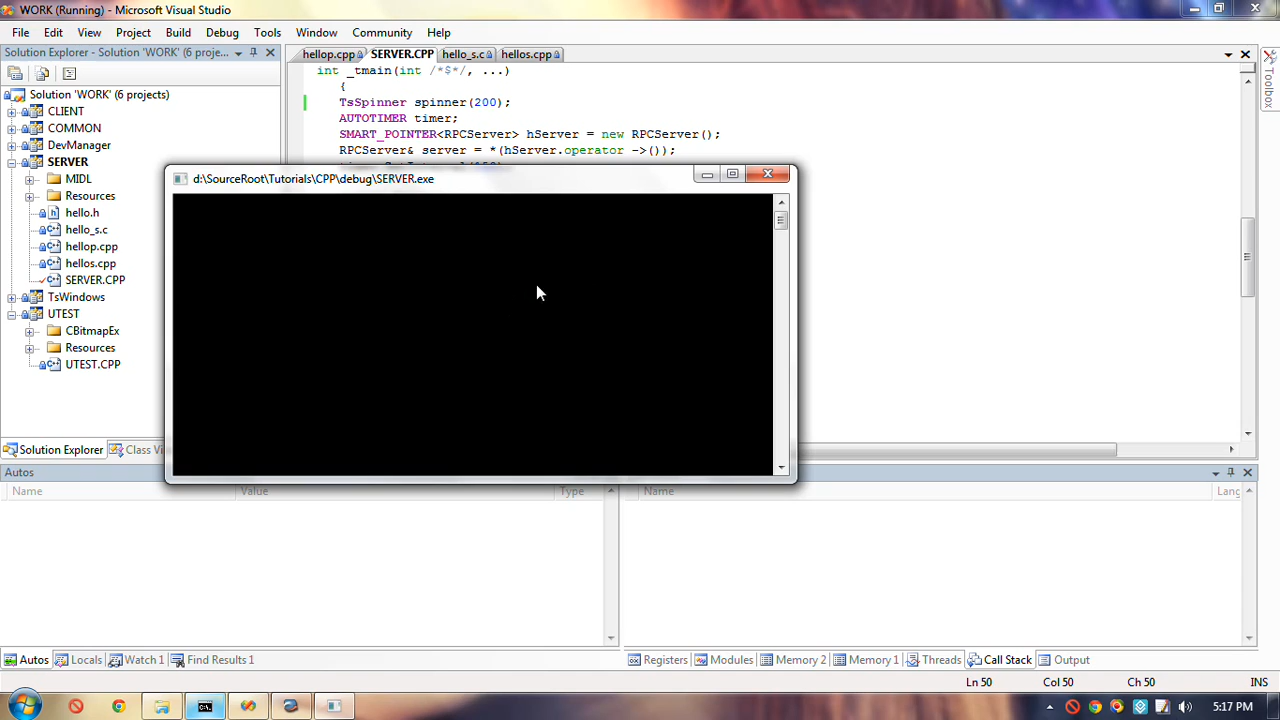 WORK (Running) - Microsoft Visual Studio
File Edit View Project Build Debug Tools Window Community Help
Solution Explorer - Solution 'WORK' (6 projects)
hellop.cpp SERVER.CPP hello_s.c hellos.cpp
Toolbox
Solution 'WORK' (6 projects)
CLIENT
COMMON
DevManager
SERVER
MIDL
Resources
hello.h
hello_s.c
hellop.cpp
hellos.cpp
SERVER.CPP
TsWindows
UTEST
CBitmapEx
Resources
UTEST.CPP
int _tmain(int /*$*/, ...)
{
TsSpinner spinner(200);
AUTOTIMER timer;
SMART_POINTER<RPCServer> hServer = new RPCServer();
RPCServer& server = *(hServer.operator ->());
d:\SourceRoot\Tutorials\CPP\debug\SERVER.exe
Solution Explorer Class Vi
Autos
Name Value Type
Name Lang
Autos Locals Watch 1 Find Results 1
Registers Modules Memory 2 Memory 1 Threads Call Stack Output
Ln 50 Col 50 Ch 50 INS
5:17 PM